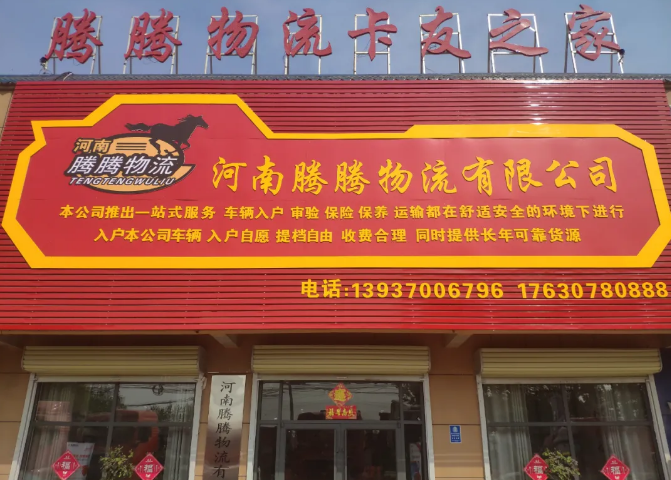 腾腾物流卡友之家
河南
腾腾物流
TENGTENGWULIU
河南腾腾物流有限公司
本公司推出一站式服务 车辆入户 审验 保险 保养 运输都在舒适安全的环境下进行
入户本公司车辆 入户自愿 提档自由 收费合理 同时提供长年可靠货源
电话:13937006796 17630780888
河南腾腾物流有
福
福
福
福